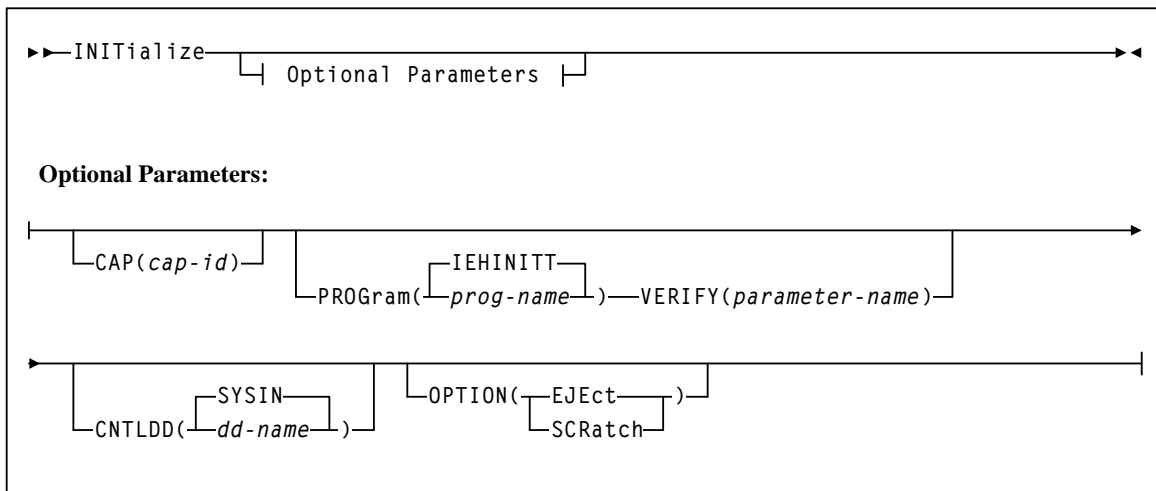 INITialize
Optional Parameters
Optional Parameters:
CAP(cap-id)
IEHINITT
PROGram(prog-name)VERIFY(parameter-name)
SYSIN
CNTLDD(dd-name)
OPTION(EJEct)
SCRatch